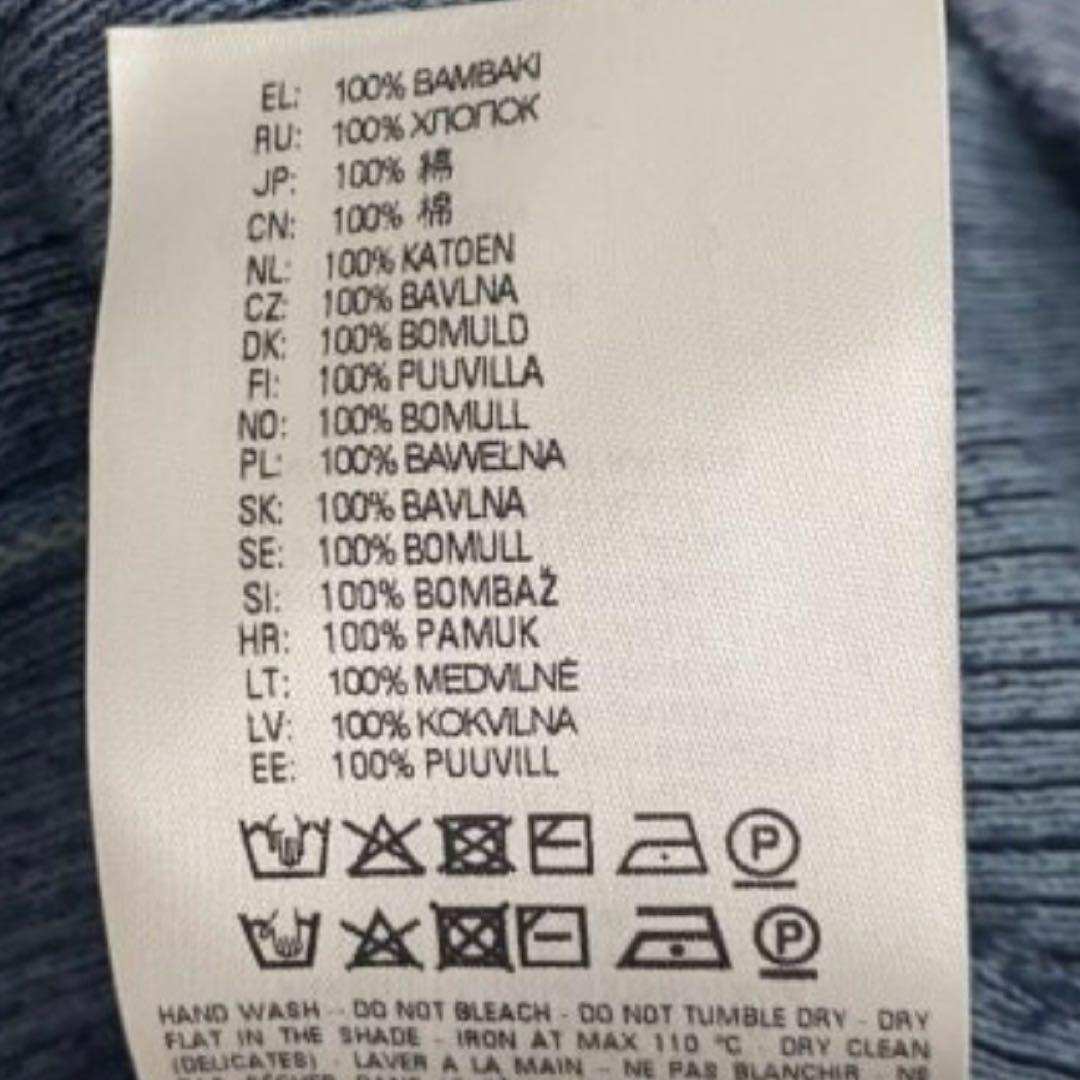 EL: 100% BAMBAKI
RU: 100% ХЛОПОК
JP: 100% 綿
CN: 100% 棉
NL: 100% KATOEN
CZ: 100% BAVLNA
DK: 100% BOMULD
FI: 100% PUUVILLA
NO: 100% BOMULL
PL: 100% BAWEŁNA
SK: 100% BAVLNA
SE: 100% BOMULL
SI: 100% BOMBAŽ
HR: 100% PAMUK
LT: 100% MEDVILNĖ
LV: 100% KOKVILNA
EE: 100% PUUVILL
P
P
HAND WASH - DO NOT BLEACH - DO NOT TUMBLE DRY - DRY
FLAT IN THE SHADE - IRON AT MAX 110 °C - DRY CLEAN
(DELICATES) - LAVER A LA MAIN - NE PAS BLANCHIR - NE